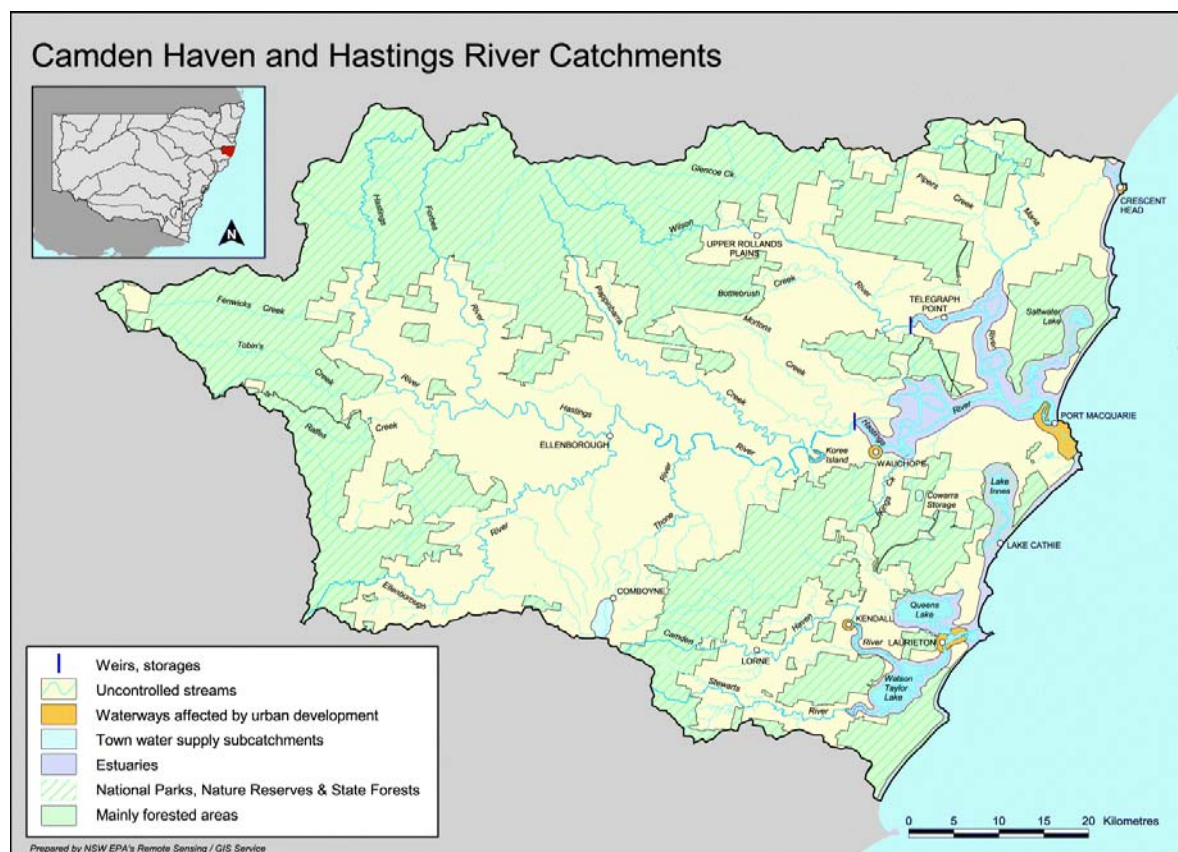 Camden Haven and Hastings River Catchments
N
Hastings
Forbes
River
Glencoe Ck.
Wilson
River
UPPER ROLLANDS
PLAINS
Pipers
Creek
Maria
River
CRESCENT
HEAD
Fenwicks Creek
Tobin's
Creek
Ralfes
Creek
River
Pappinbarra
Creek
Bottlebrush
Creek
Mortons
Creek
TELEGRAPH
POINT
Saltwater
Lake
Hastings
River
ELLENBOROUGH
Koree
Island
Hastings
River
WAUCHOPE
PORT MACQUARIE
Thone
River
Kings
Ck
Cowarra
Storage
Lake
Innes
LAKE CATHIE
Ellenborough
River
COMBOYNE
Camden
Haven
River
KENDALL
LORNE
Queens
Lake
LAURIETON
Watson
Taylor
Lake
Stewarts
River
Weirs, storages
Uncontrolled streams
Waterways affected by urban development
Town water supply subcatchments
Estuaries
National Parks, Nature Reserves & State Forests
Mainly forested areas
0 5 10 15 20 Kilometres
Prepared by NSW EPA's Remote Sensing / GIS Service